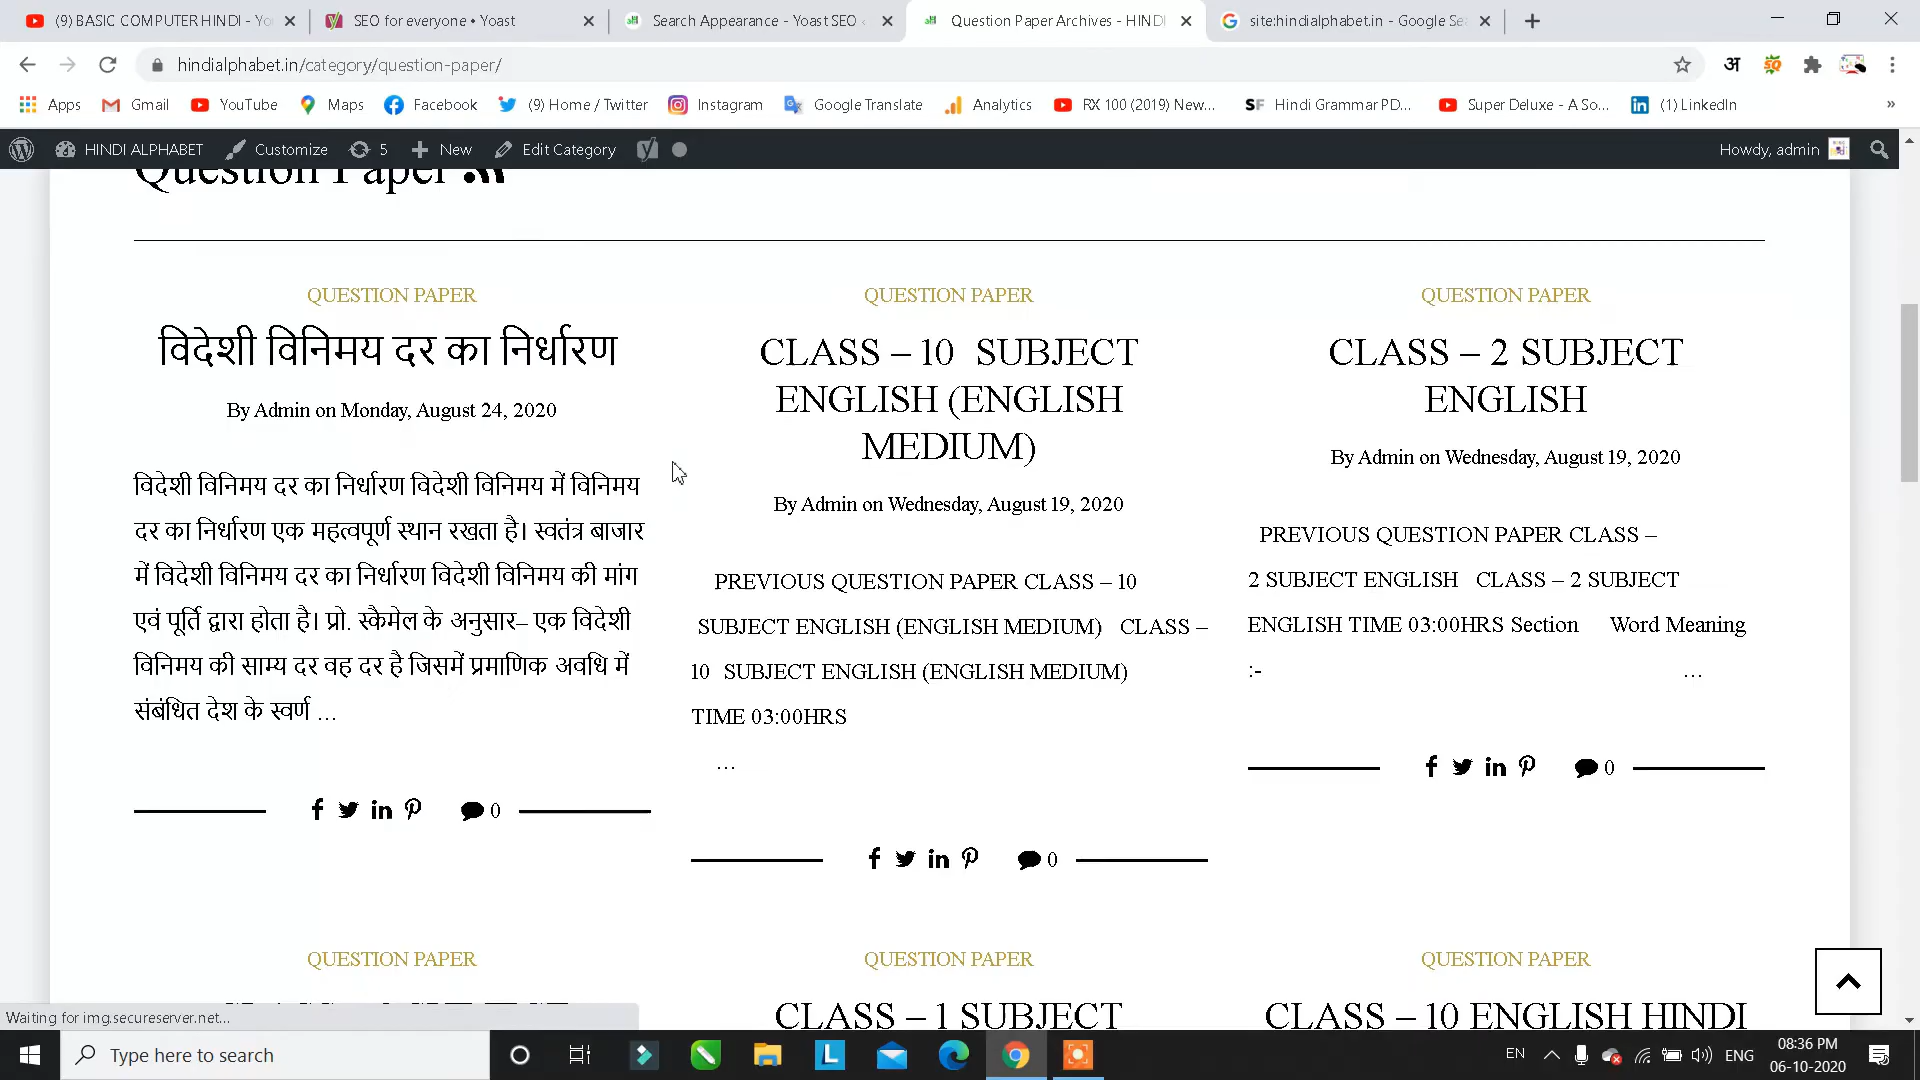 (9) BASIC COMPUTER HINDI - Yo
SEO for everyone • Yoast
Search Appearance - Yoast SEO
Question Paper Archives - HINDI
site:hindialphabet.in - Google Se
hindialphabet.in/category/question-paper/
Apps
Gmail
YouTube
Maps
Facebook
(9) Home / Twitter
Instagram
Google Translate
Analytics
RX 100 (2019) New...
SF Hindi Grammar PD...
Super Deluxe - A So...
(1) LinkedIn
»
HINDI ALPHABET
Customize
5
New
Edit Category
Howdy, admin
Question Paper
QUESTION PAPER
विदेशी विनिमय दर का निर्धारण
By Admin on Monday, August 24, 2020
विदेशी विनिमय दर का निर्धारण विदेशी विनिमय में विनिमय
दर का निर्धारण एक महत्वपूर्ण स्थान रखता है। स्वतंत्र बाजार
में विदेशी विनिमय दर का निर्धारण विदेशी विनिमय की मांग
एवं पूर्ति द्वारा होता है। प्रो. स्कैमेल के अनुसार– एक विदेशी
विनिमय की साम्य दर वह दर है जिसमें प्रमाणिक अवधि में
संबंधित देश के स्वर्ण …
0
QUESTION PAPER
CLASS – 10 SUBJECT
ENGLISH (ENGLISH
MEDIUM)
By Admin on Wednesday, August 19, 2020
PREVIOUS QUESTION PAPER CLASS – 10
SUBJECT ENGLISH (ENGLISH MEDIUM) CLASS –
10 SUBJECT ENGLISH (ENGLISH MEDIUM)
TIME 03:00HRS
…
0
QUESTION PAPER
CLASS – 2 SUBJECT
ENGLISH
By Admin on Wednesday, August 19, 2020
PREVIOUS QUESTION PAPER CLASS –
2 SUBJECT ENGLISH CLASS – 2 SUBJECT
ENGLISH TIME 03:00HRS Section Word Meaning
:- …
0
QUESTION PAPER
QUESTION PAPER
CLASS – 1 SUBJECT
QUESTION PAPER
CLASS – 10 ENGLISH HINDI
Waiting for img.secureserver.net...
Type here to search
EN
ENG
08:36 PM
06-10-2020